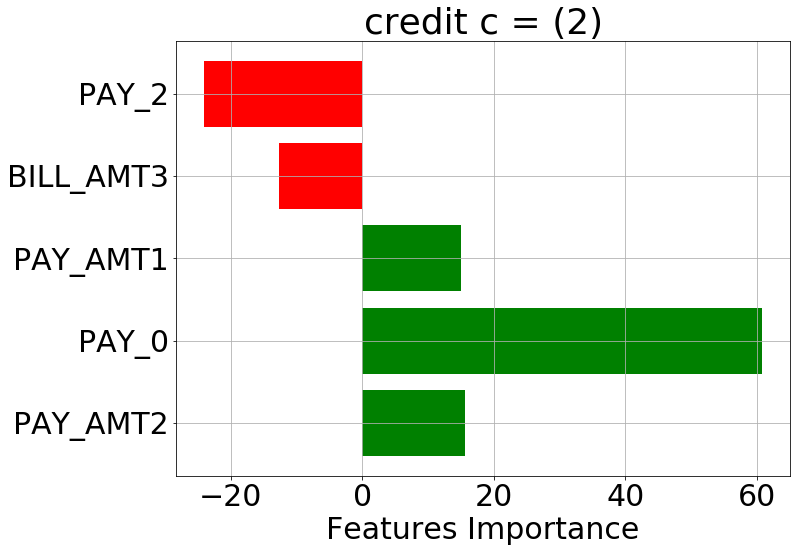 credit c = (2)
PAY_2
BILL_AMT3
PAY_AMT1
PAY_0
PAY_AMT2
−20 0 20 40 60
Features Importance